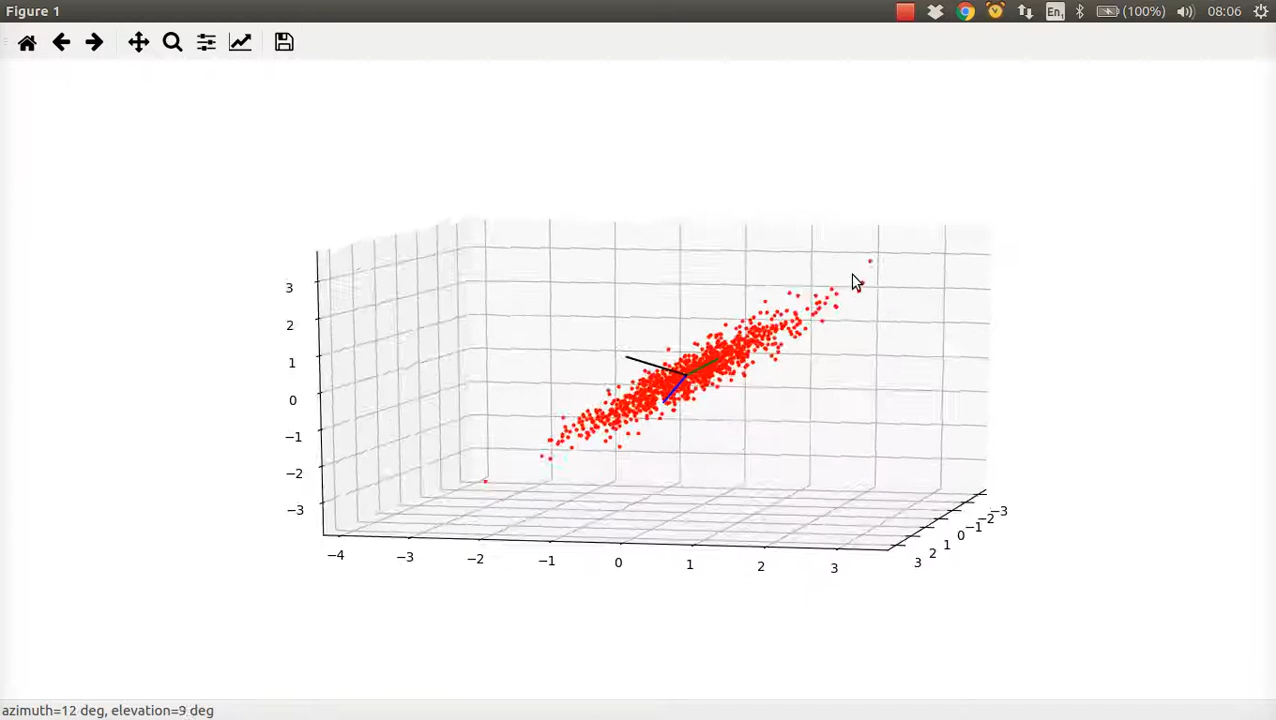 Figure 1
En1 (100%) 08:06
3
2
1
0
−1
−2
−3
−4 −3 −2 −1 0 1 2 3
3 2 1 0 −1 −2 −3
azimuth=12 deg, elevation=9 deg